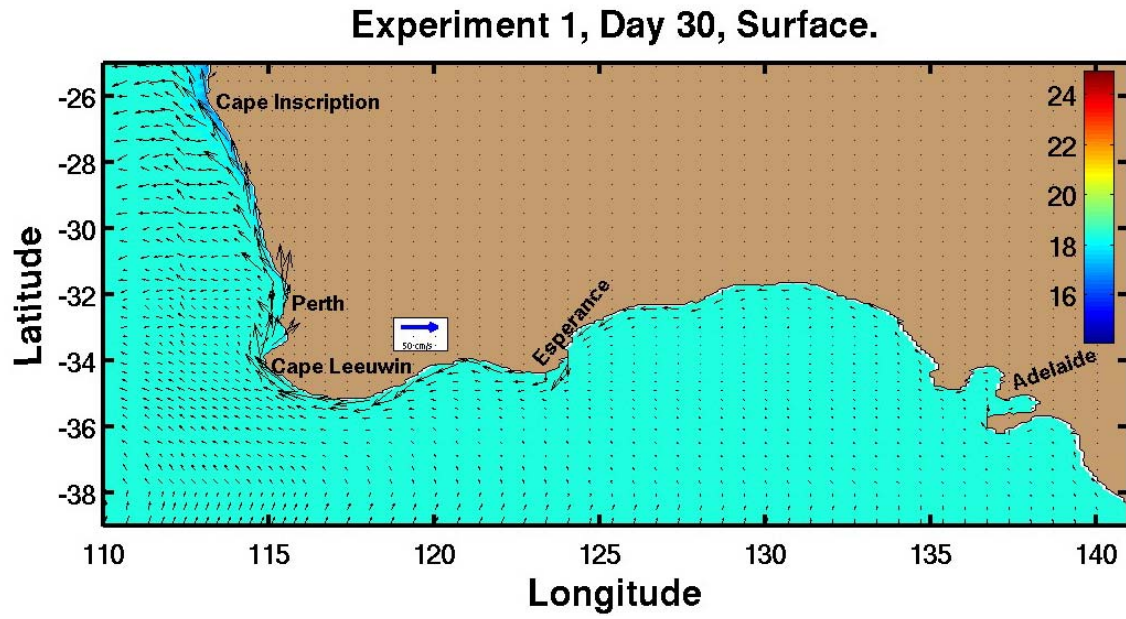 Experiment 1, Day 30, Surface.
Latitude
-26
-28
-30
-32
-34
-36
-38
Cape Inscription
Perth
Cape Leeuwin
50 cm/s
Esperance
Adelaide
24
22
20
18
16
110
115
120
125
130
135
140
Longitude